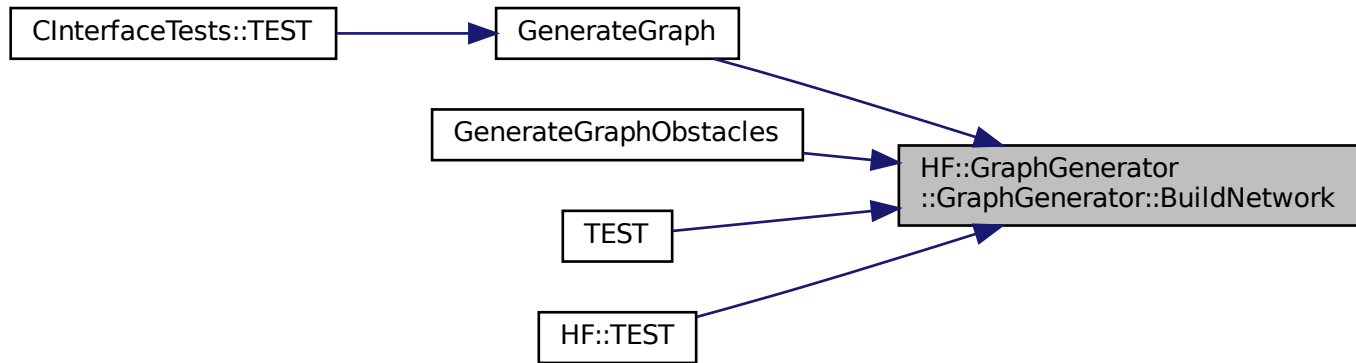 CInterfaceTests::TEST
GenerateGraph
GenerateGraphObstacles
HF::GraphGenerator
::GraphGenerator::BuildNetwork
TEST
HF::TEST